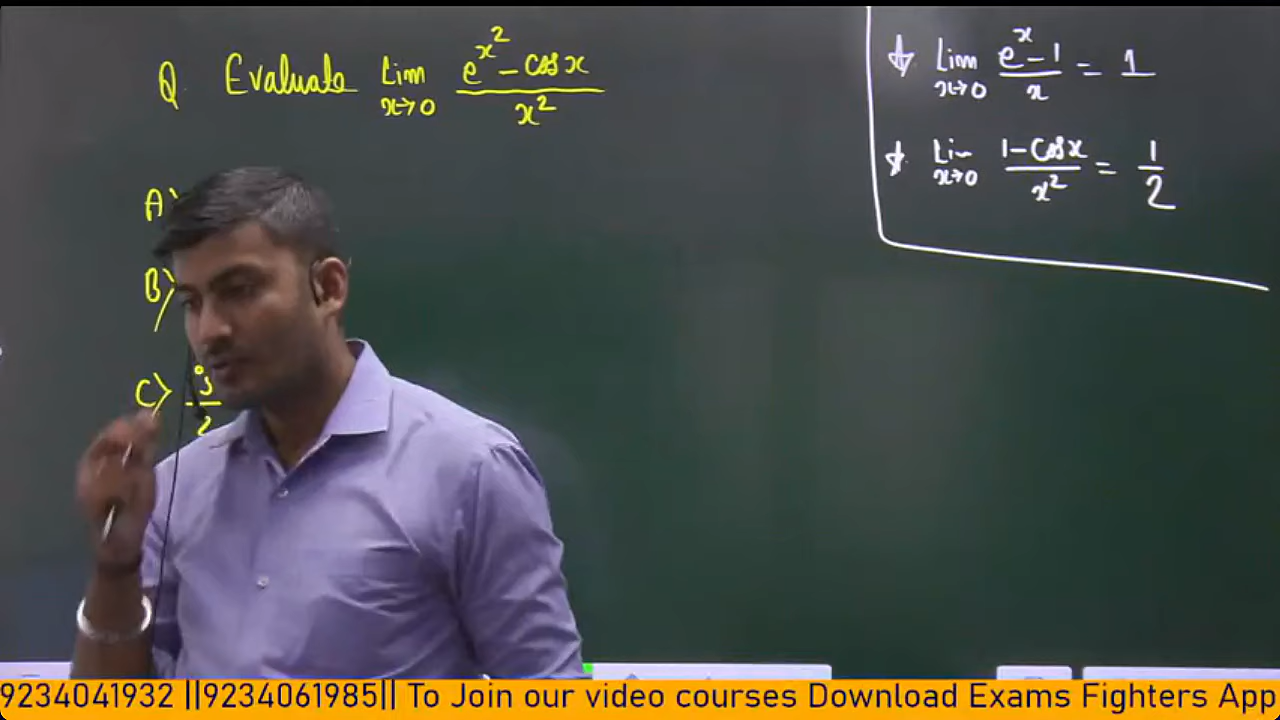 Q. Evaluate Lim x→0 (e^x² - cos x)/x²
A)
B)
C) 3/2
☆ Lim x→0 (e^x - 1)/x = 1
☆ Lim x→0 (1 - cos x)/x² = 1/2
9234041932 ||9234061985|| To Join our video courses Download Exams Fighters App